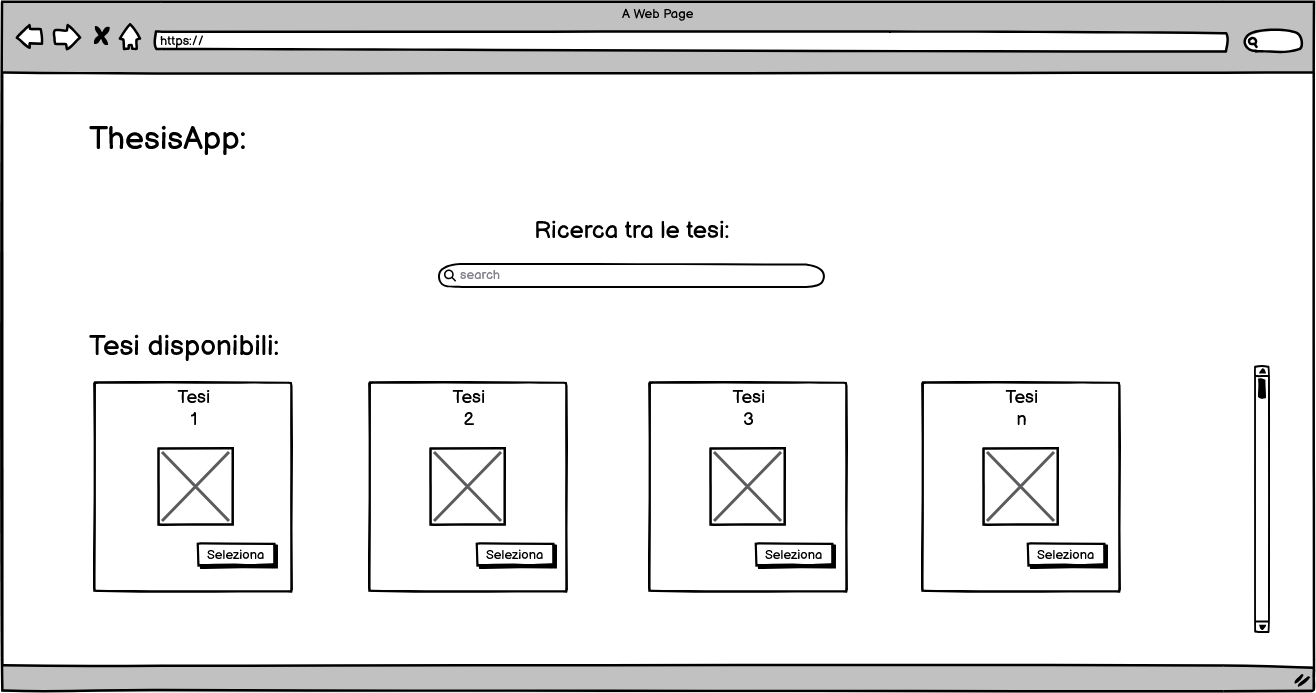 A Web Page
https://
ThesisApp:
Ricerca tra le tesi:
search
Tesi disponibili:
Tesi
1
Seleziona
Tesi
2
Seleziona
Tesi
3
Seleziona
Tesi
n
Seleziona